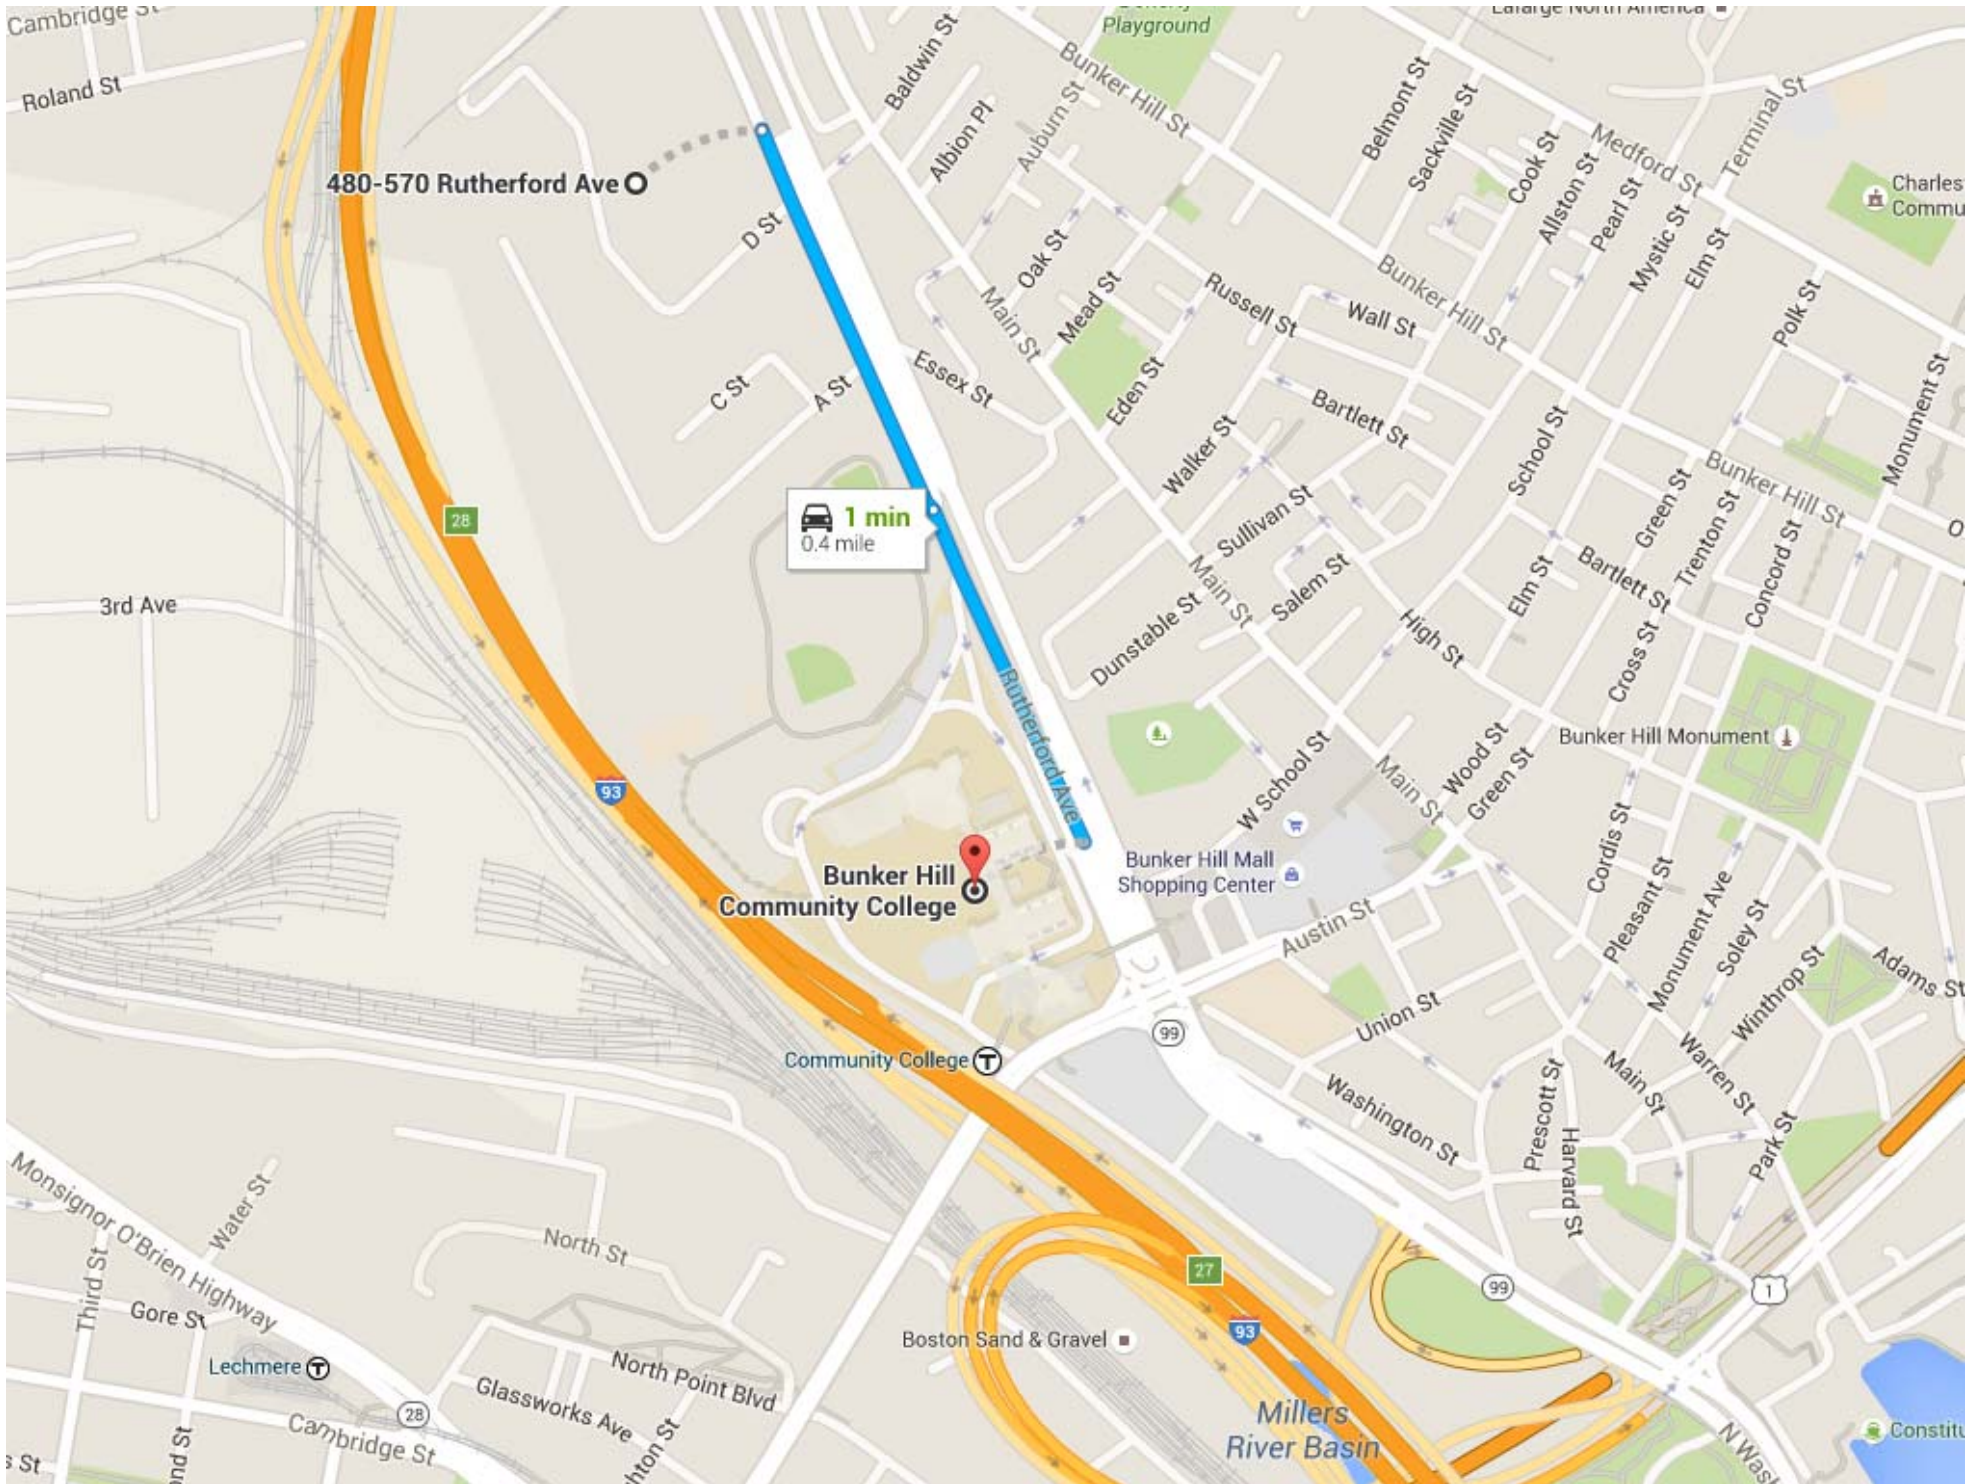 Cambridge St
Roland St
Playground
Lafarge North America
Baldwin St
Albion Pl
Auburn St
Bunker Hill St
Belmont St
Sackville St
Cook St
Allston St
Pearl St
Medford St
Terminal St
Mystic St
Elm St
Charles
Commu
480-570 Rutherford Ave
D St
Oak St
Mead St
Main St
Russell St
Wall St
Bunker Hill St
Polk St
Monument St
C St
A St
Essex St
Eden St
Bartlett St
Walker St
School St
Green St
Bunker Hill St
Trenton St
Concord St
O
28
1 min
0.4 mile
Sullivan St
Salem St
Main St
Dunstable St
High St
Elm St
Bartlett St
Cross St
3rd Ave
Rutherford Ave
W School St
Main St
Wood St
Green St
Bunker Hill Monument
93
Bunker Hill
Community College
Bunker Hill Mall
Shopping Center
Austin St
Cordis St
Pleasant St
Monument Ave
Soley St
Winthrop St
Adams St
Union St
99
Community College
T
Washington St
Prescott St
Harvard St
Main St
Warren St
Park St
Monsignor O'Brien Highway
Water St
Third St
North St
Gore St
27
93
99
1
Boston Sand & Gravel
Lechmere
T
North Point Blvd
Glassworks Ave
28
Cambridge St
Millers
River Basin
N Wash
Constitu
s St
ond St
hton St